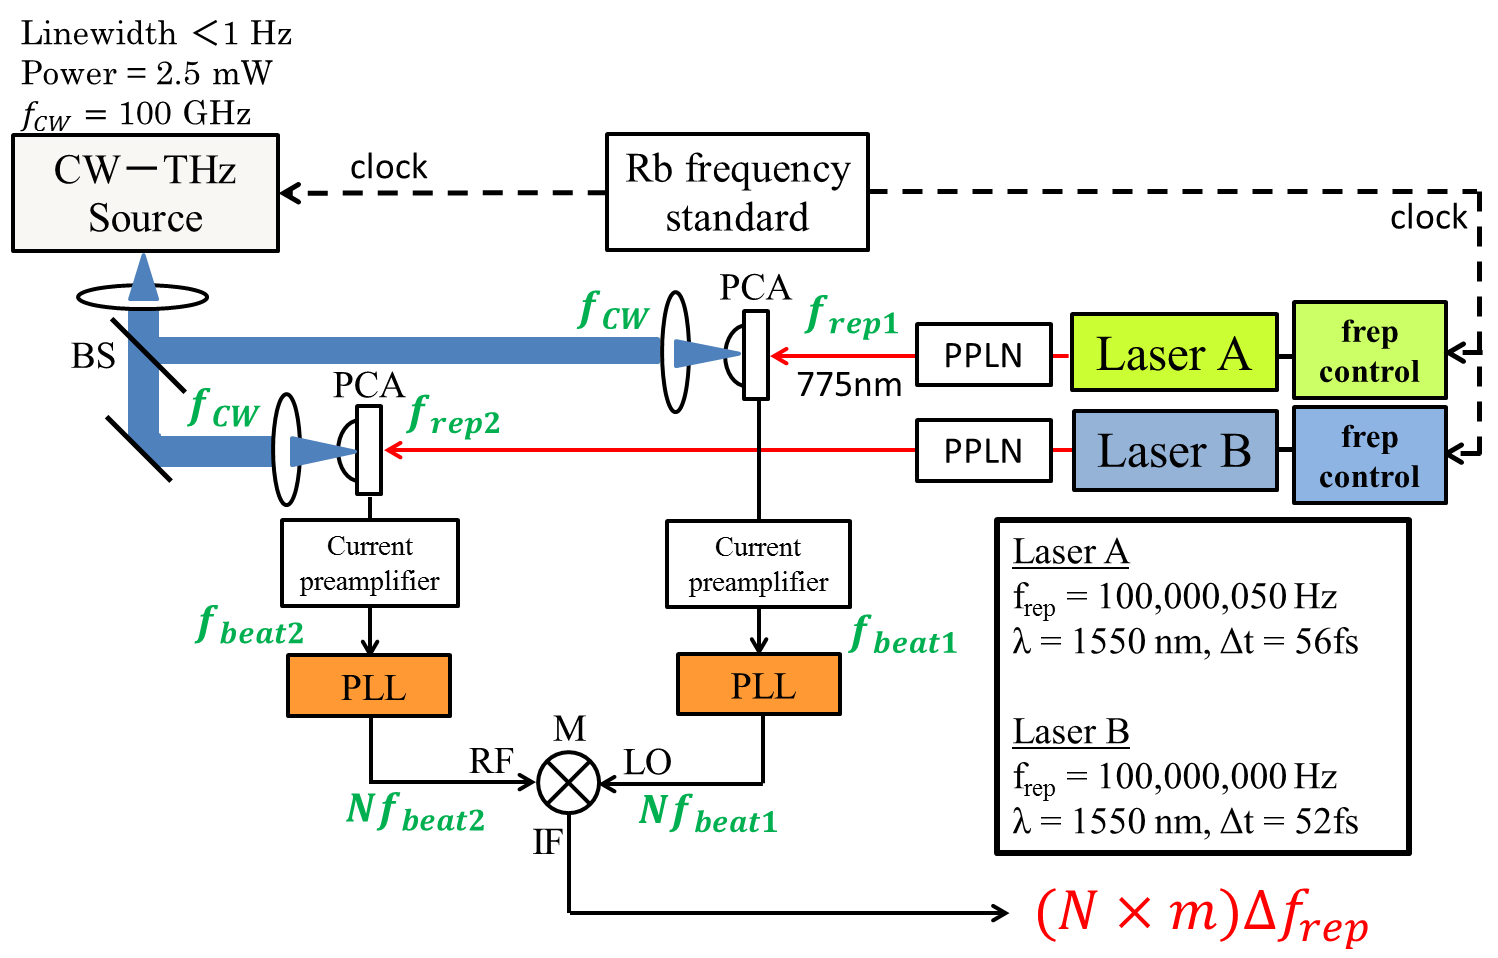 Linewidth <1 Hz
Power = 2.5 mW
f_CW = 100 GHz
CW−THz
Source
clock
Rb frequency
standard
clock
BS
f_CW
PCA
f_rep1
775nm
PPLN
Laser A
frep
control
f_CW
PCA
f_rep2
PPLN
Laser B
frep
control
Current
preamplifier
Current
preamplifier
f_beat2
f_beat1
PLL
PLL
M
RF
LO
Nf_beat2
Nf_beat1
IF
Laser A
f_rep = 100,000,050 Hz
λ = 1550 nm, Δt = 56fs
Laser B
f_rep = 100,000,000 Hz
λ = 1550 nm, Δt = 52fs
(N × m)Δf_rep